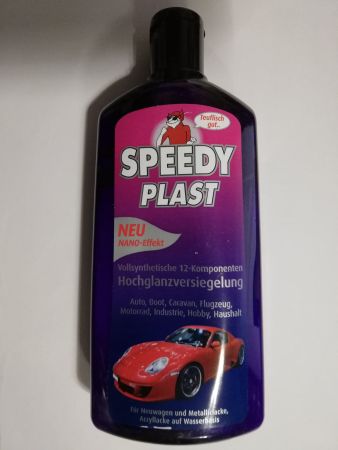 Teuflisch
gut...
SPEEDY
PLAST
NEU
NANO-Effekt
Vollsynthetische 12-Komponenten
Hochglanzversiegelung
Auto, Boot, Caravan, Flugzeug,
Motorrad, Industrie, Hobby, Haushalt
Für Neuwagen und Metalliclacke,
Acryllacke auf Wasserbasis